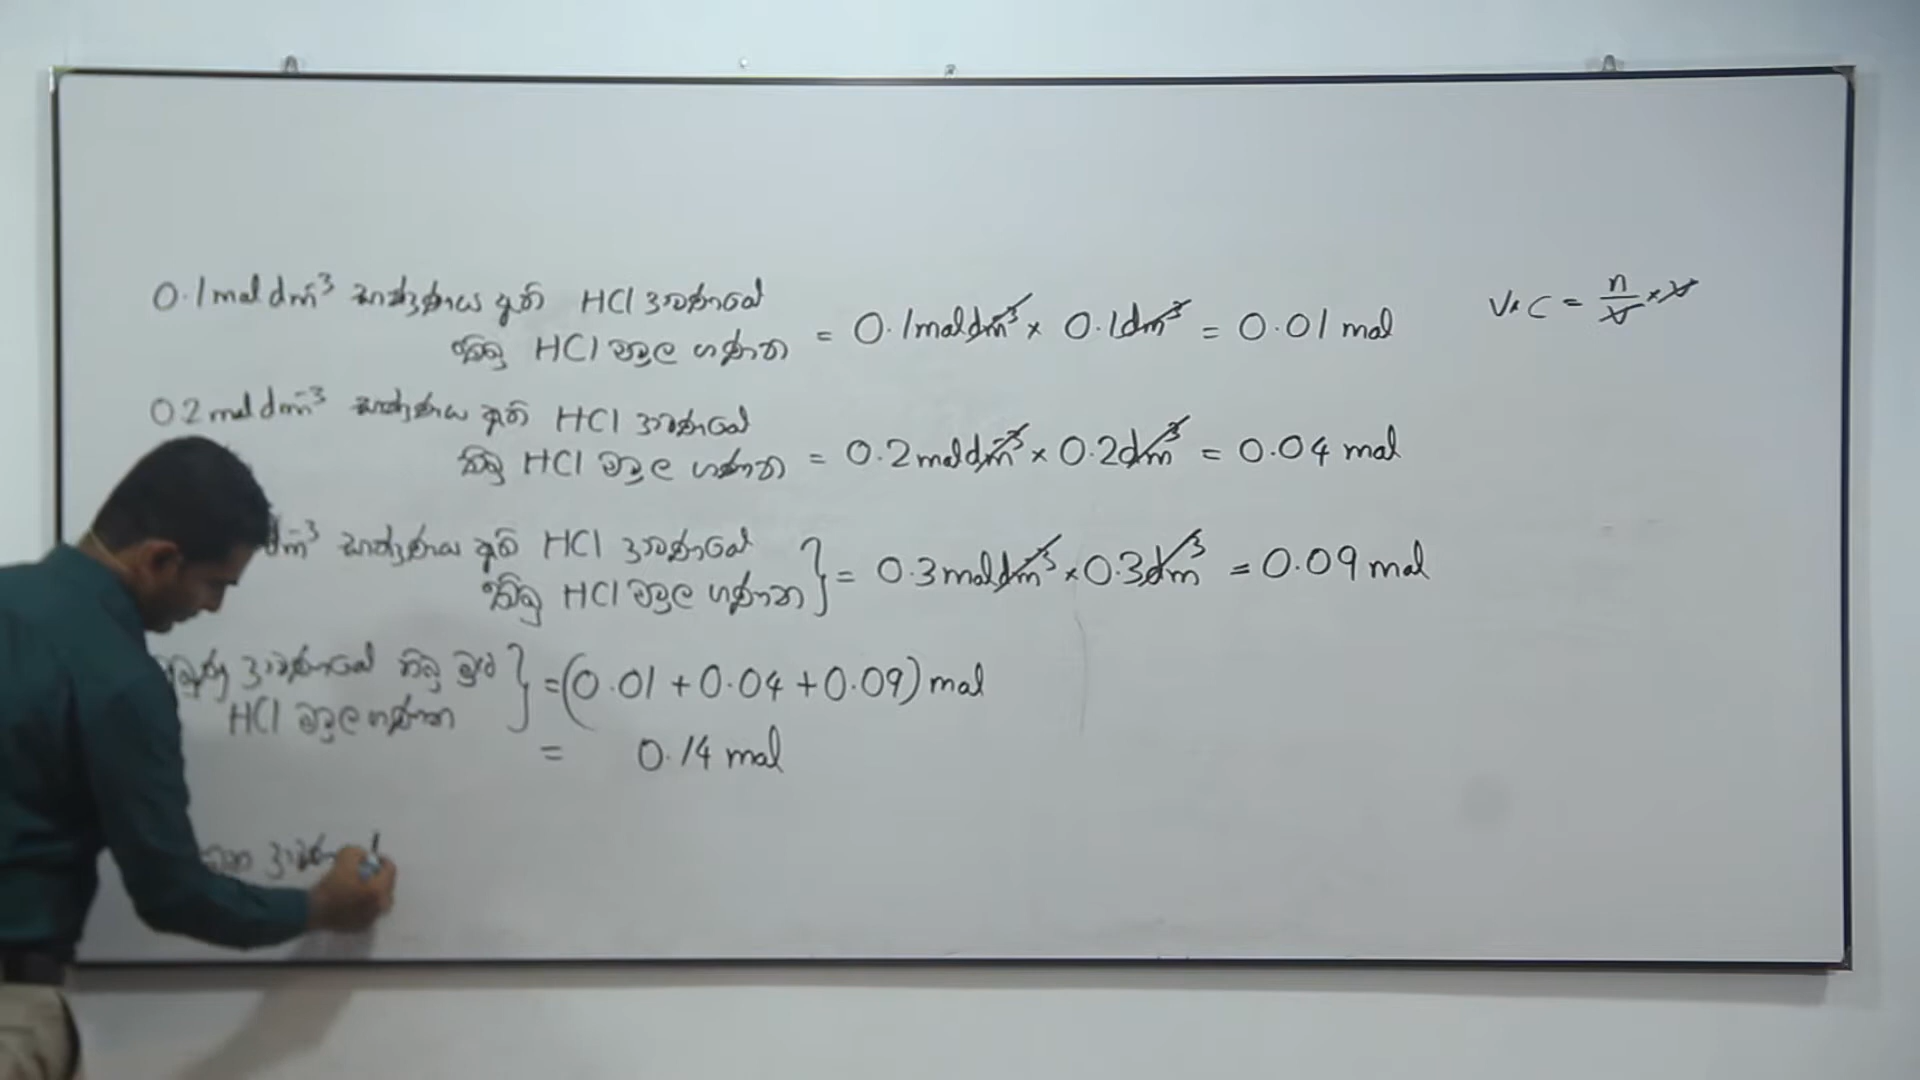 0.1 mol dm⁻³ සාන්ද්‍රණය ඇති HCl ද්‍රාවණයේ
තිබූ HCl මවුල ගණන = 0.1 mol dm⁻³ × 0.1 dm³ = 0.01 mol
V × C = n/V × V
0.2 mol dm⁻³ සාන්ද්‍රණය ඇති HCl ද්‍රාවණයේ
තිබූ HCl මවුල ගණන = 0.2 mol dm⁻³ × 0.2 dm³ = 0.04 mol
dm⁻³ සාන්ද්‍රණය ඇති HCl ද්‍රාවණයේ
තිබූ HCl මවුල ගණන } = 0.3 mol dm⁻³ × 0.3 dm³ = 0.09 mol
ද්‍රාවණයේ තිබූ මුළු
HCl මවුල ගණන } = (0.01 + 0.04 + 0.09) mol
= 0.14 mol